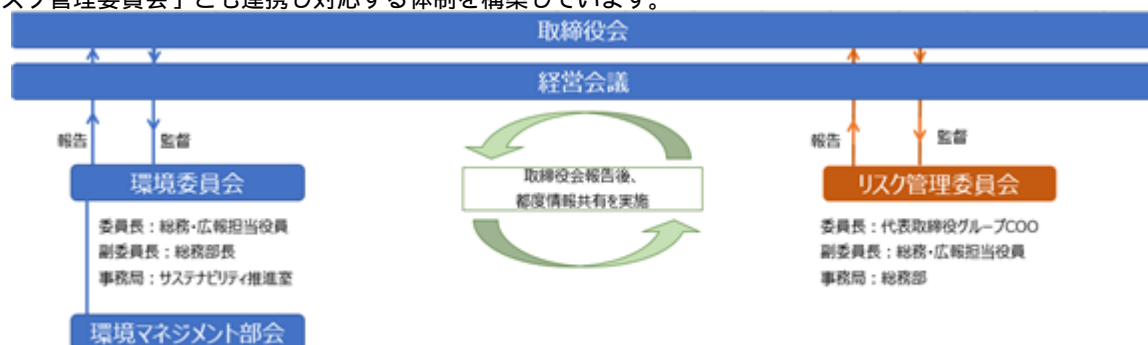 スク管理委員会」とも連携し対応する体制を構築しています。
取締役会
経営会議
報告
監督
報告
監督
環境委員会
取締役会報告後、
都度情報共有を実施
リスク管理委員会
委員長：総務・広報担当役員
副委員長：総務部長
事務局：サステナビリティ推進室
委員長：代表取締役グループCOO
副委員長：総務・広報担当役員
事務局：総務部
環境マネジメント部会